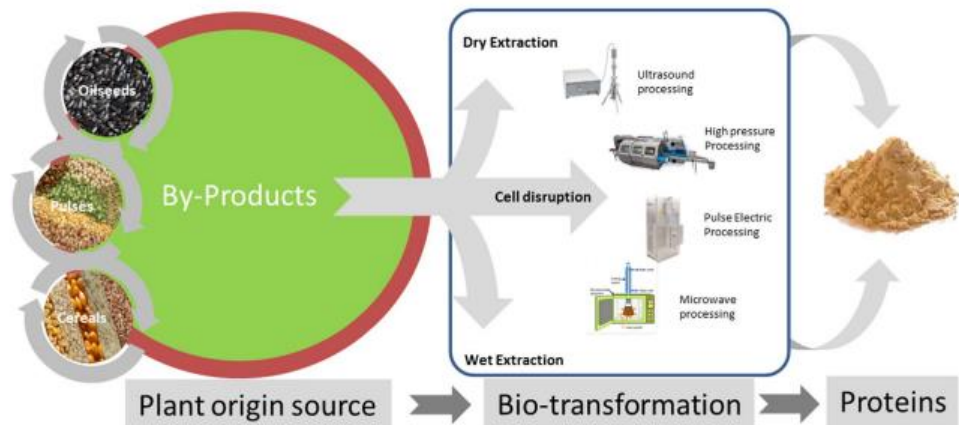 Oilseeds
Pulses
Cereals
By-Products
Dry Extraction
Ultrasound
processing
High pressure
Processing
Cell disruption
Pulse Electric
Processing
Microwave
processing
Wet Extraction
Plant origin source
Bio-transformation
Proteins